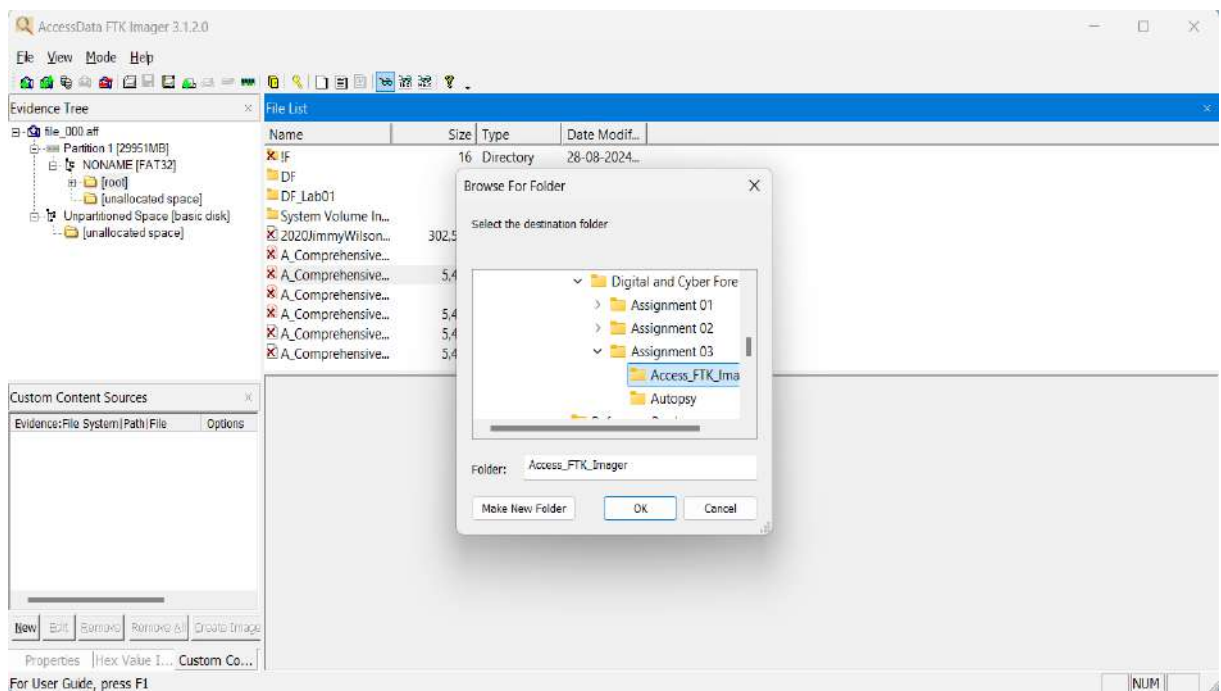 AccessData FTK Imager 3.1.2.0
File View Mode Help
Evidence Tree
file_000.aff
Partition 1 [29951MB]
NONAME [FAT32]
[root]
[unallocated space]
Unpartitioned Space [basic disk]
[unallocated space]
File List
Name Size Type Date Modif...
!F 16 Directory 28-08-2024...
DF
DF_Lab01
System Volume In...
2020JimmyWilson... 302,5
A_Comprehensive...
A_Comprehensive... 5,4
A_Comprehensive...
A_Comprehensive... 5,4
A_Comprehensive... 5,4
A_Comprehensive... 5,4
Browse For Folder
Select the destination folder
Digital and Cyber Fore
Assignment 01
Assignment 02
Assignment 03
Access_FTK_Ima
Autopsy
Folder: Access_FTK_Imager
Make New Folder OK Cancel
Custom Content Sources
Evidence:File System|Path|File Options
New Edit Remove Remove All Create Image
Properties Hex Value I... Custom Co...
For User Guide, press F1 NUM